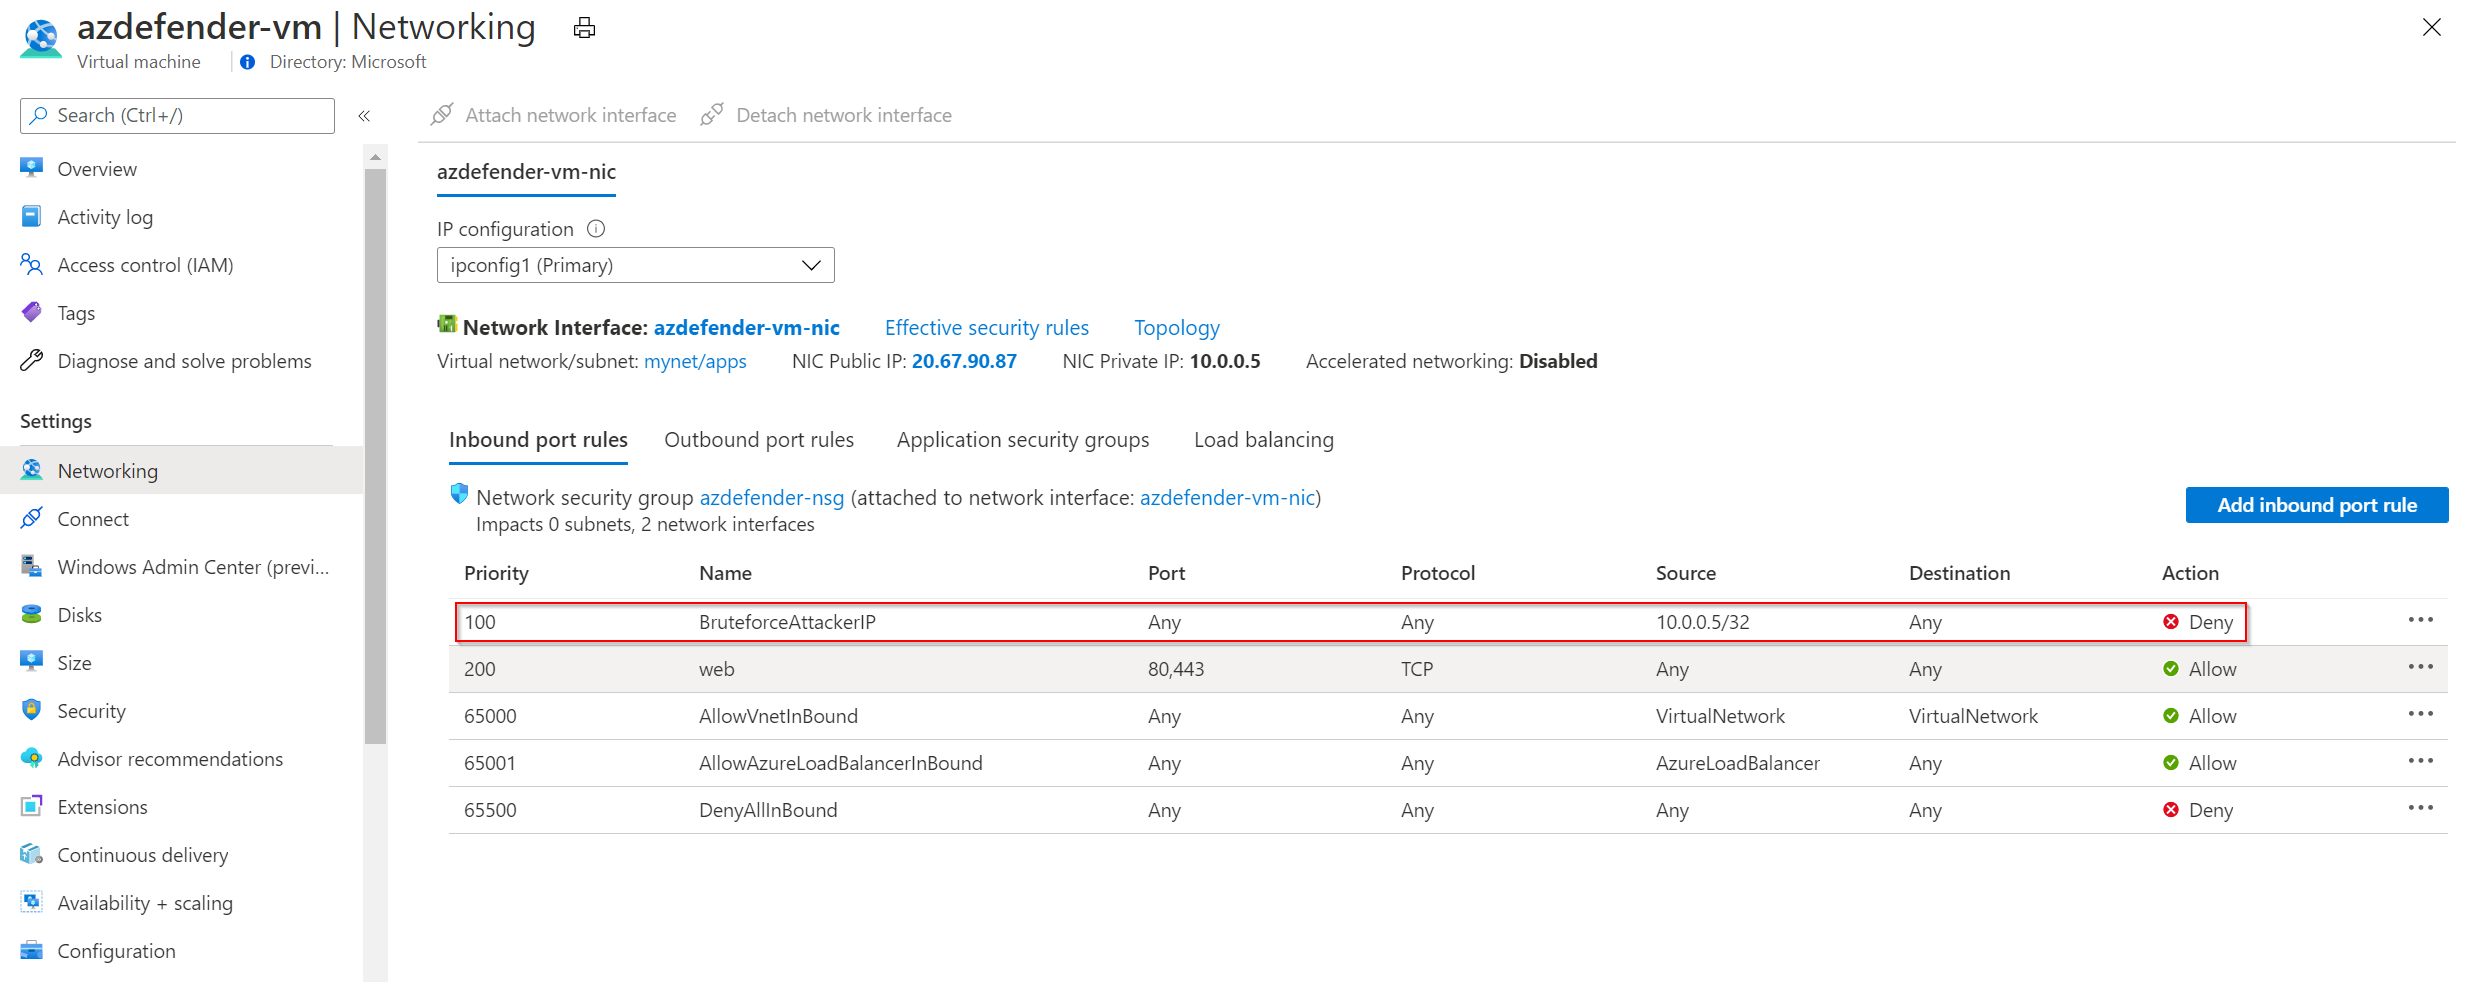 azdefender-vm | Networking
Virtual machine
Directory: Microsoft
Search (Ctrl+/)
«
Overview
Activity log
Access control (IAM)
Tags
Diagnose and solve problems
Settings
Networking
Connect
Windows Admin Center (previ...
Disks
Size
Security
Advisor recommendations
Extensions
Continuous delivery
Availability + scaling
Configuration
Attach network interface
Detach network interface
azdefender-vm-nic
IP configuration
ipconfig1 (Primary)
Network Interface: azdefender-vm-nic Effective security rules Topology
Virtual network/subnet: mynet/apps NIC Public IP: 20.67.90.87 NIC Private IP: 10.0.0.5 Accelerated networking: Disabled
Inbound port rules Outbound port rules Application security groups Load balancing
Network security group azdefender-nsg (attached to network interface: azdefender-vm-nic)
Impacts 0 subnets, 2 network interfaces
Add inbound port rule
Priority Name Port Protocol Source Destination Action
100 BruteforceAttackerIP Any Any 10.0.0.5/32 Any Deny ...
200 web 80,443 TCP Any Any Allow ...
65000 AllowVnetInBound Any Any VirtualNetwork VirtualNetwork Allow ...
65001 AllowAzureLoadBalancerInBound Any Any AzureLoadBalancer Any Allow ...
65500 DenyAllInBound Any Any Any Any Deny ...